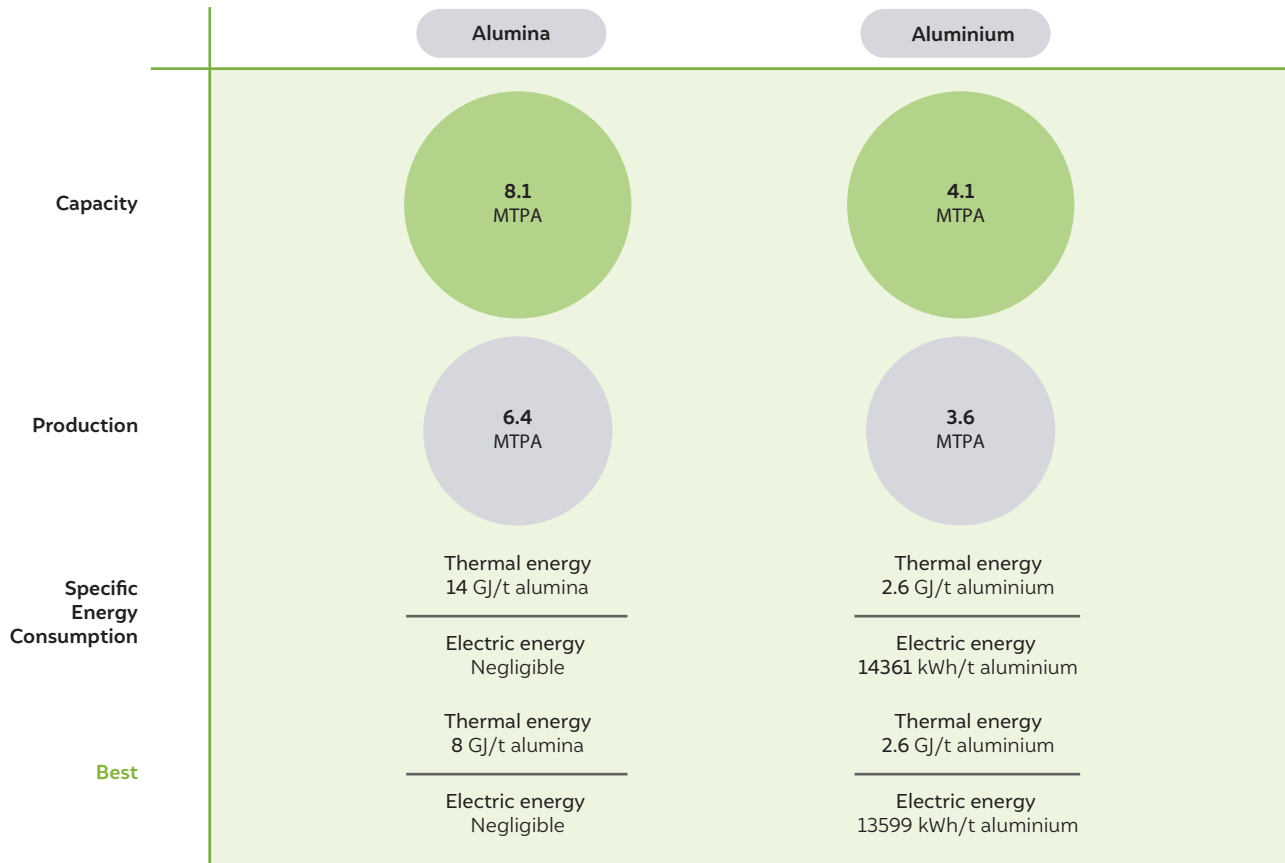 Alumina
Aluminium
Capacity
8.1
MTPA
4.1
MTPA
Production
6.4
MTPA
3.6
MTPA
Specific
Energy
Consumption
Thermal energy
14 GJ/t alumina
Electric energy
Negligible
Thermal energy
2.6 GJ/t aluminium
Electric energy
14361 kWh/t aluminium
Best
Thermal energy
8 GJ/t alumina
Electric energy
Negligible
Thermal energy
2.6 GJ/t aluminium
Electric energy
13599 kWh/t aluminium